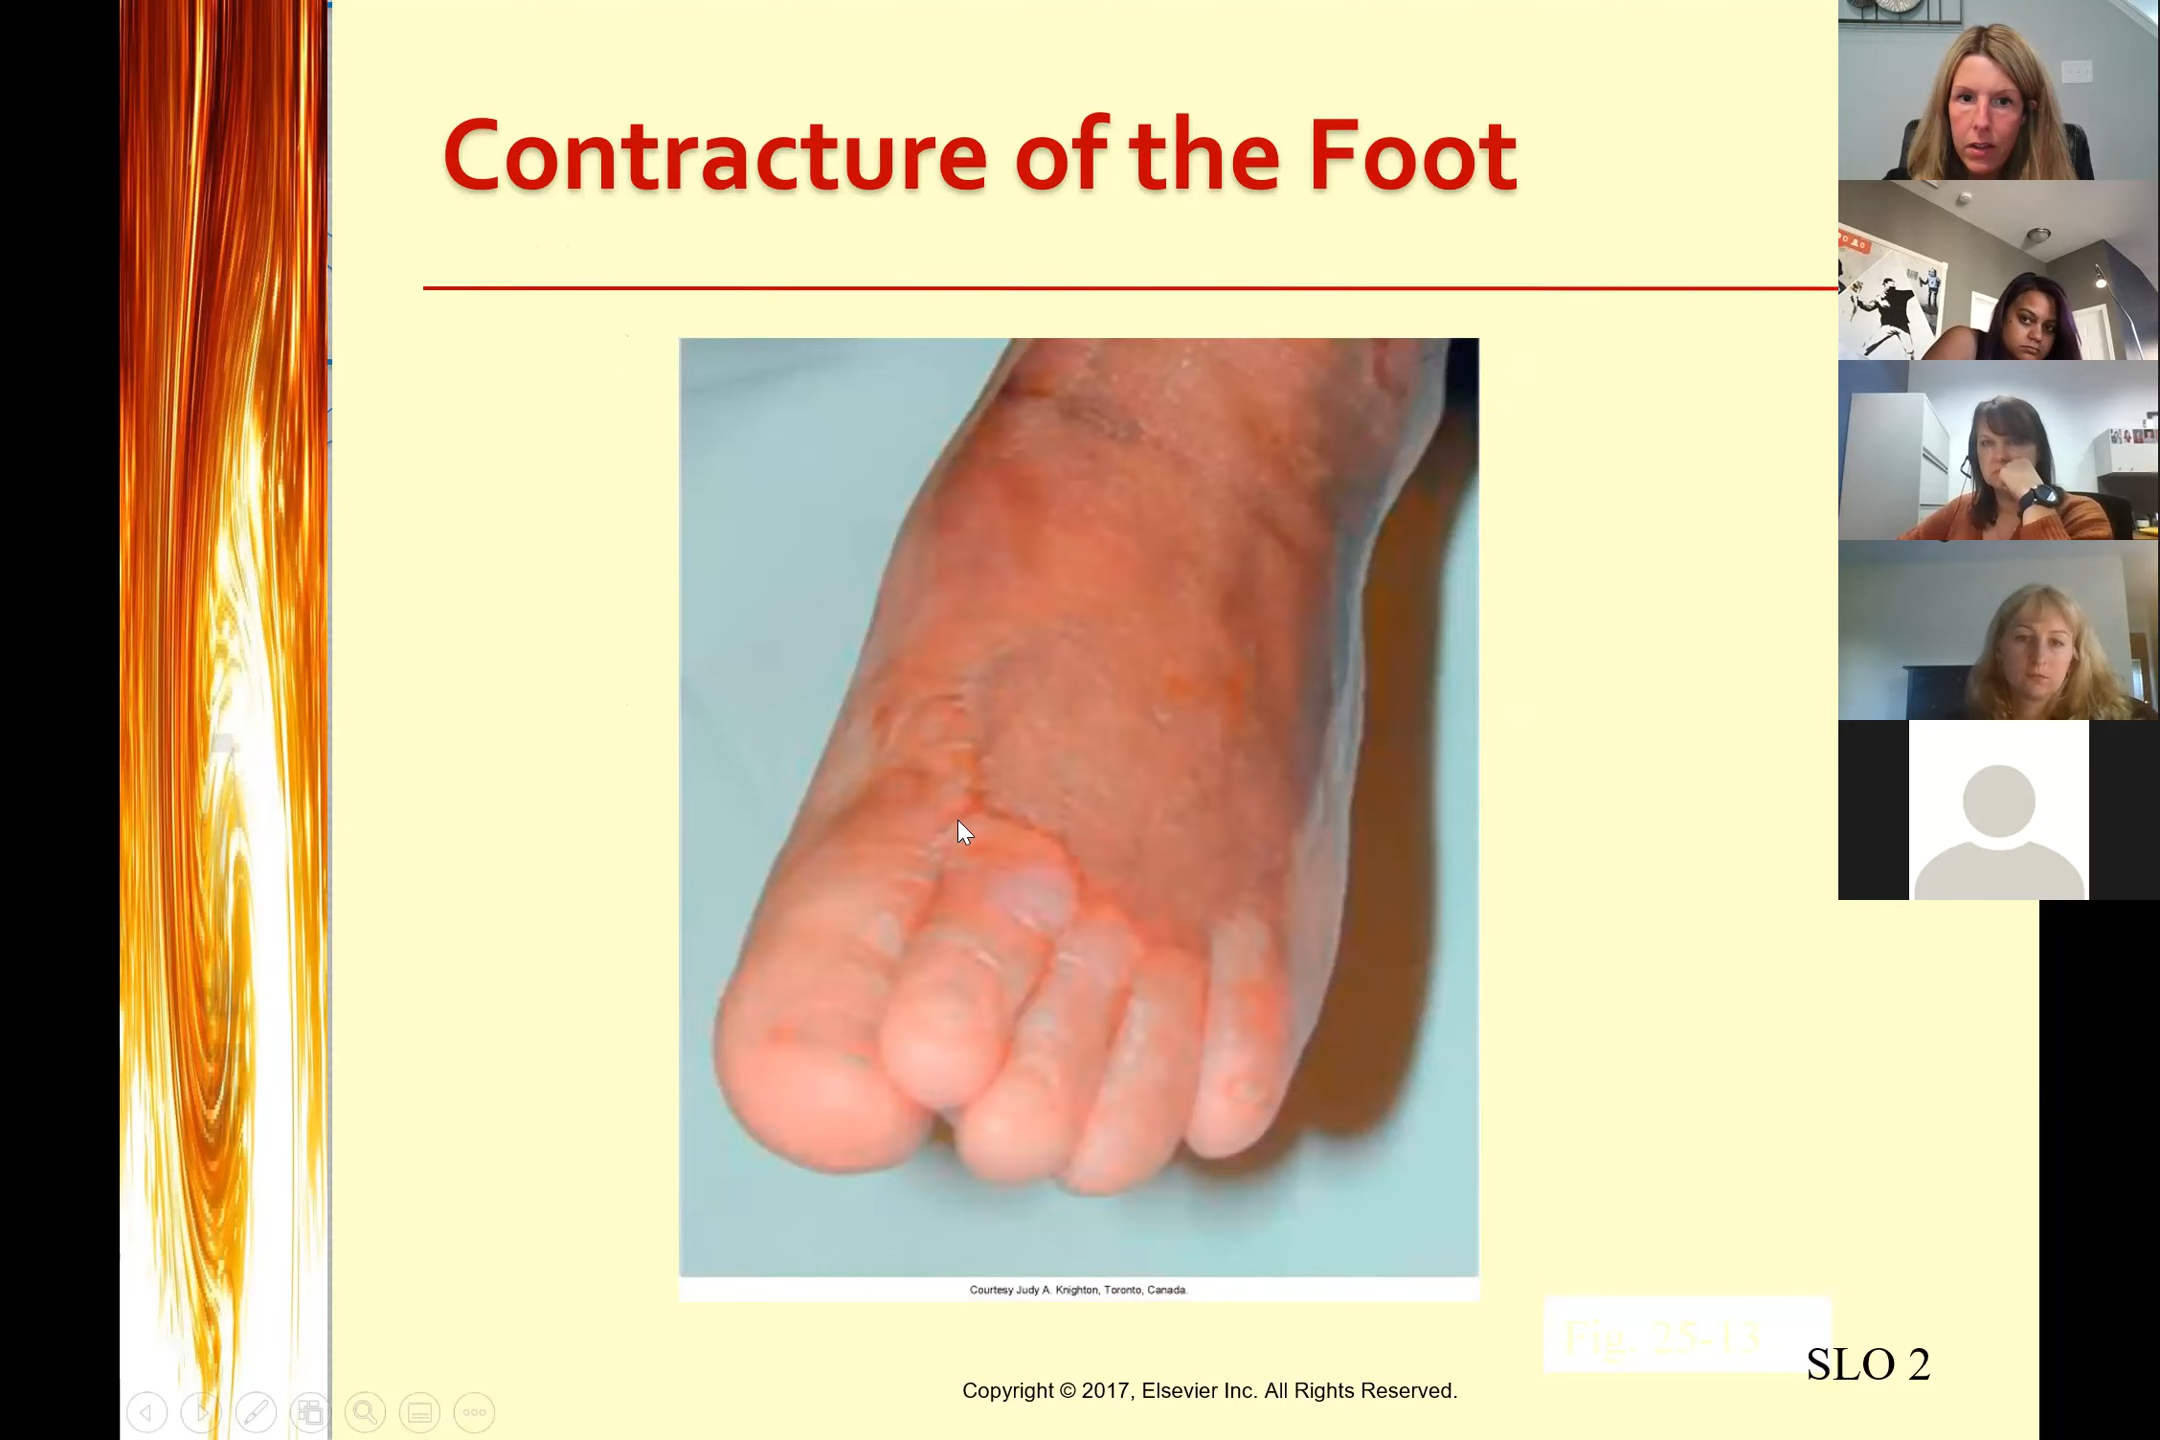 Contracture of the Foot
Courtesy Judy A. Knighton, Toronto, Canada.
Fig. 25-13
SLO 2
Copyright © 2017, Elsevier Inc. All Rights Reserved.